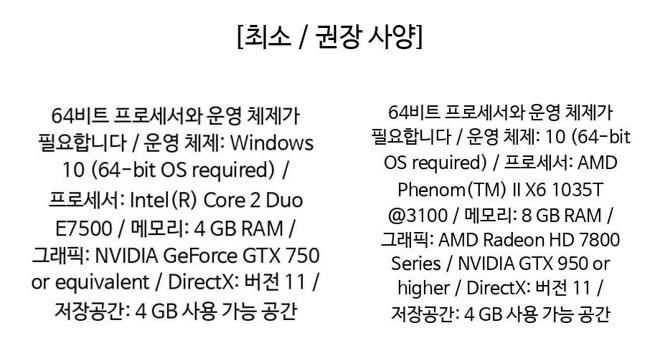 [최소 / 권장 사양]
64비트 프로세서와 운영 체제가
필요합니다 / 운영 체제: Windows
10 (64-bit OS required) /
프로세서: Intel(R) Core 2 Duo
E7500 / 메모리: 4 GB RAM /
그래픽: NVIDIA GeForce GTX 750
or equivalent / DirectX: 버전 11 /
저장공간: 4 GB 사용 가능 공간
64비트 프로세서와 운영 체제가
필요합니다 / 운영 체제: 10 (64-bit
OS required) / 프로세서: AMD
Phenom(TM) II X6 1035T
@3100 / 메모리: 8 GB RAM /
그래픽: AMD Radeon HD 7800
Series / NVIDIA GTX 950 or
higher / DirectX: 버전 11 /
저장공간: 4 GB 사용 가능 공간